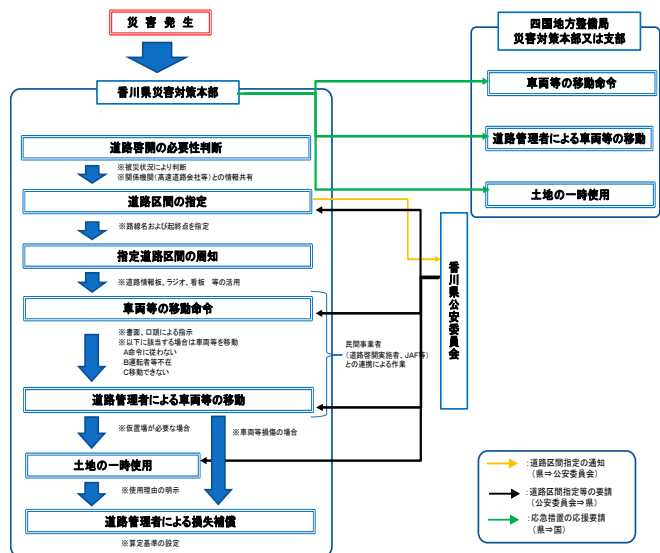 災害発生
四国地方整備局
災害対策本部又は支部
香川県災害対策本部
車両等の移動命令
道路管理者による車両等の移動
土地の一時使用
道路啓開の必要性判断
※被災状況により判断
※関係機関(高速道路会社等)との情報共有
道路区間の指定
※路線名および起終点を指定
指定道路区間の周知
※道路情報板、ラジオ、看板 等の活用
車両等の移動命令
※書面、口頭による指示
※以下に該当する場合は車両等を移動
A命令に従わない
B運転者等不在
C移動できない
民間事業者
(道路啓開実施者、JAF等)
との連携による作業
香川県公安委員会
道路管理者による車両等の移動
※仮置場が必要な場合
※車両等損傷の場合
土地の一時使用
※使用理由の明示
道路管理者による損失補償
※算定基準の設定
:道路区間指定の通知
(県⇒公安委員会)
:道路区間指定等の要請
(公安委員会⇒県)
:応急措置の応援要請
(県⇒国)